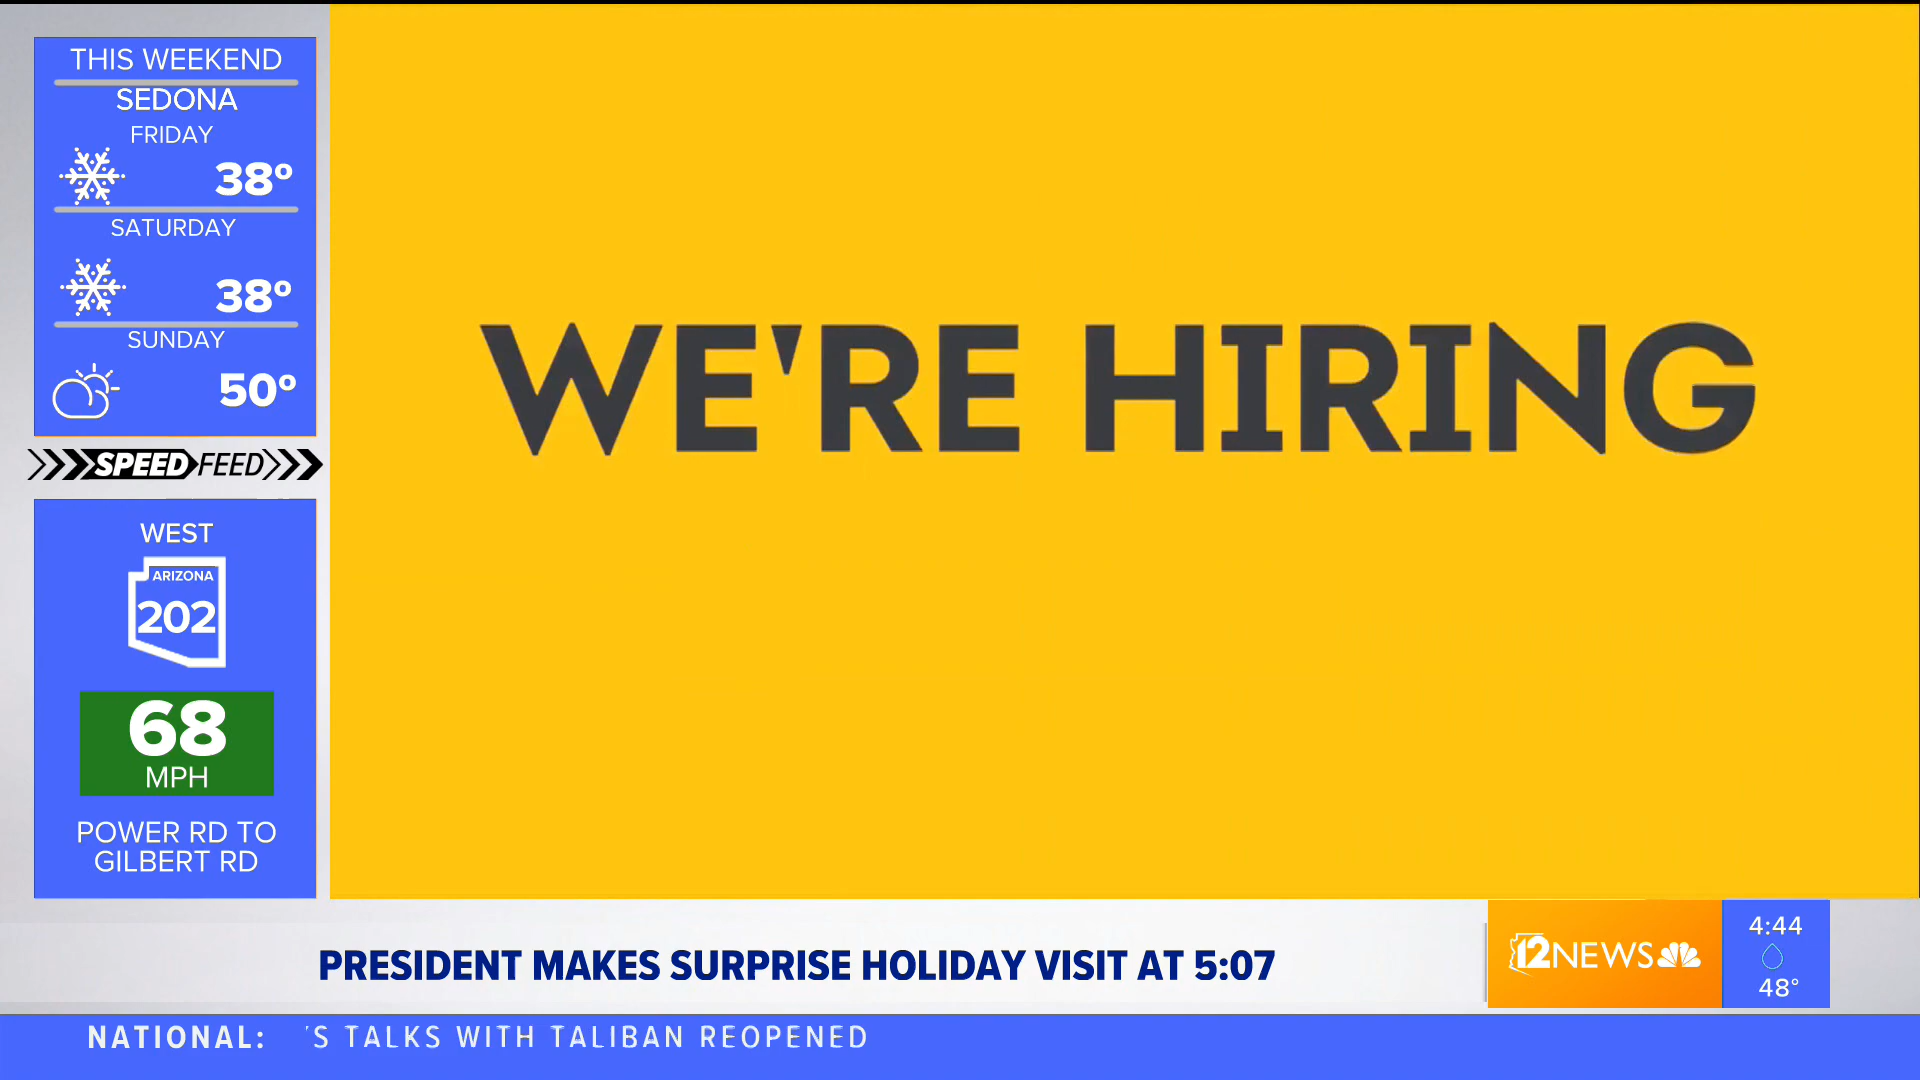 THIS WEEKEND
SEDONA
FRIDAY
38°
SATURDAY
38°
SUNDAY
50°
SPEED FEED
WEST
ARIZONA
202
68
MPH
POWER RD TO
GILBERT RD
WE'RE HIRING
PRESIDENT MAKES SURPRISE HOLIDAY VISIT AT 5:07
12NEWS
4:44
48°
NATIONAL: 'S TALKS WITH TALIBAN REOPENED